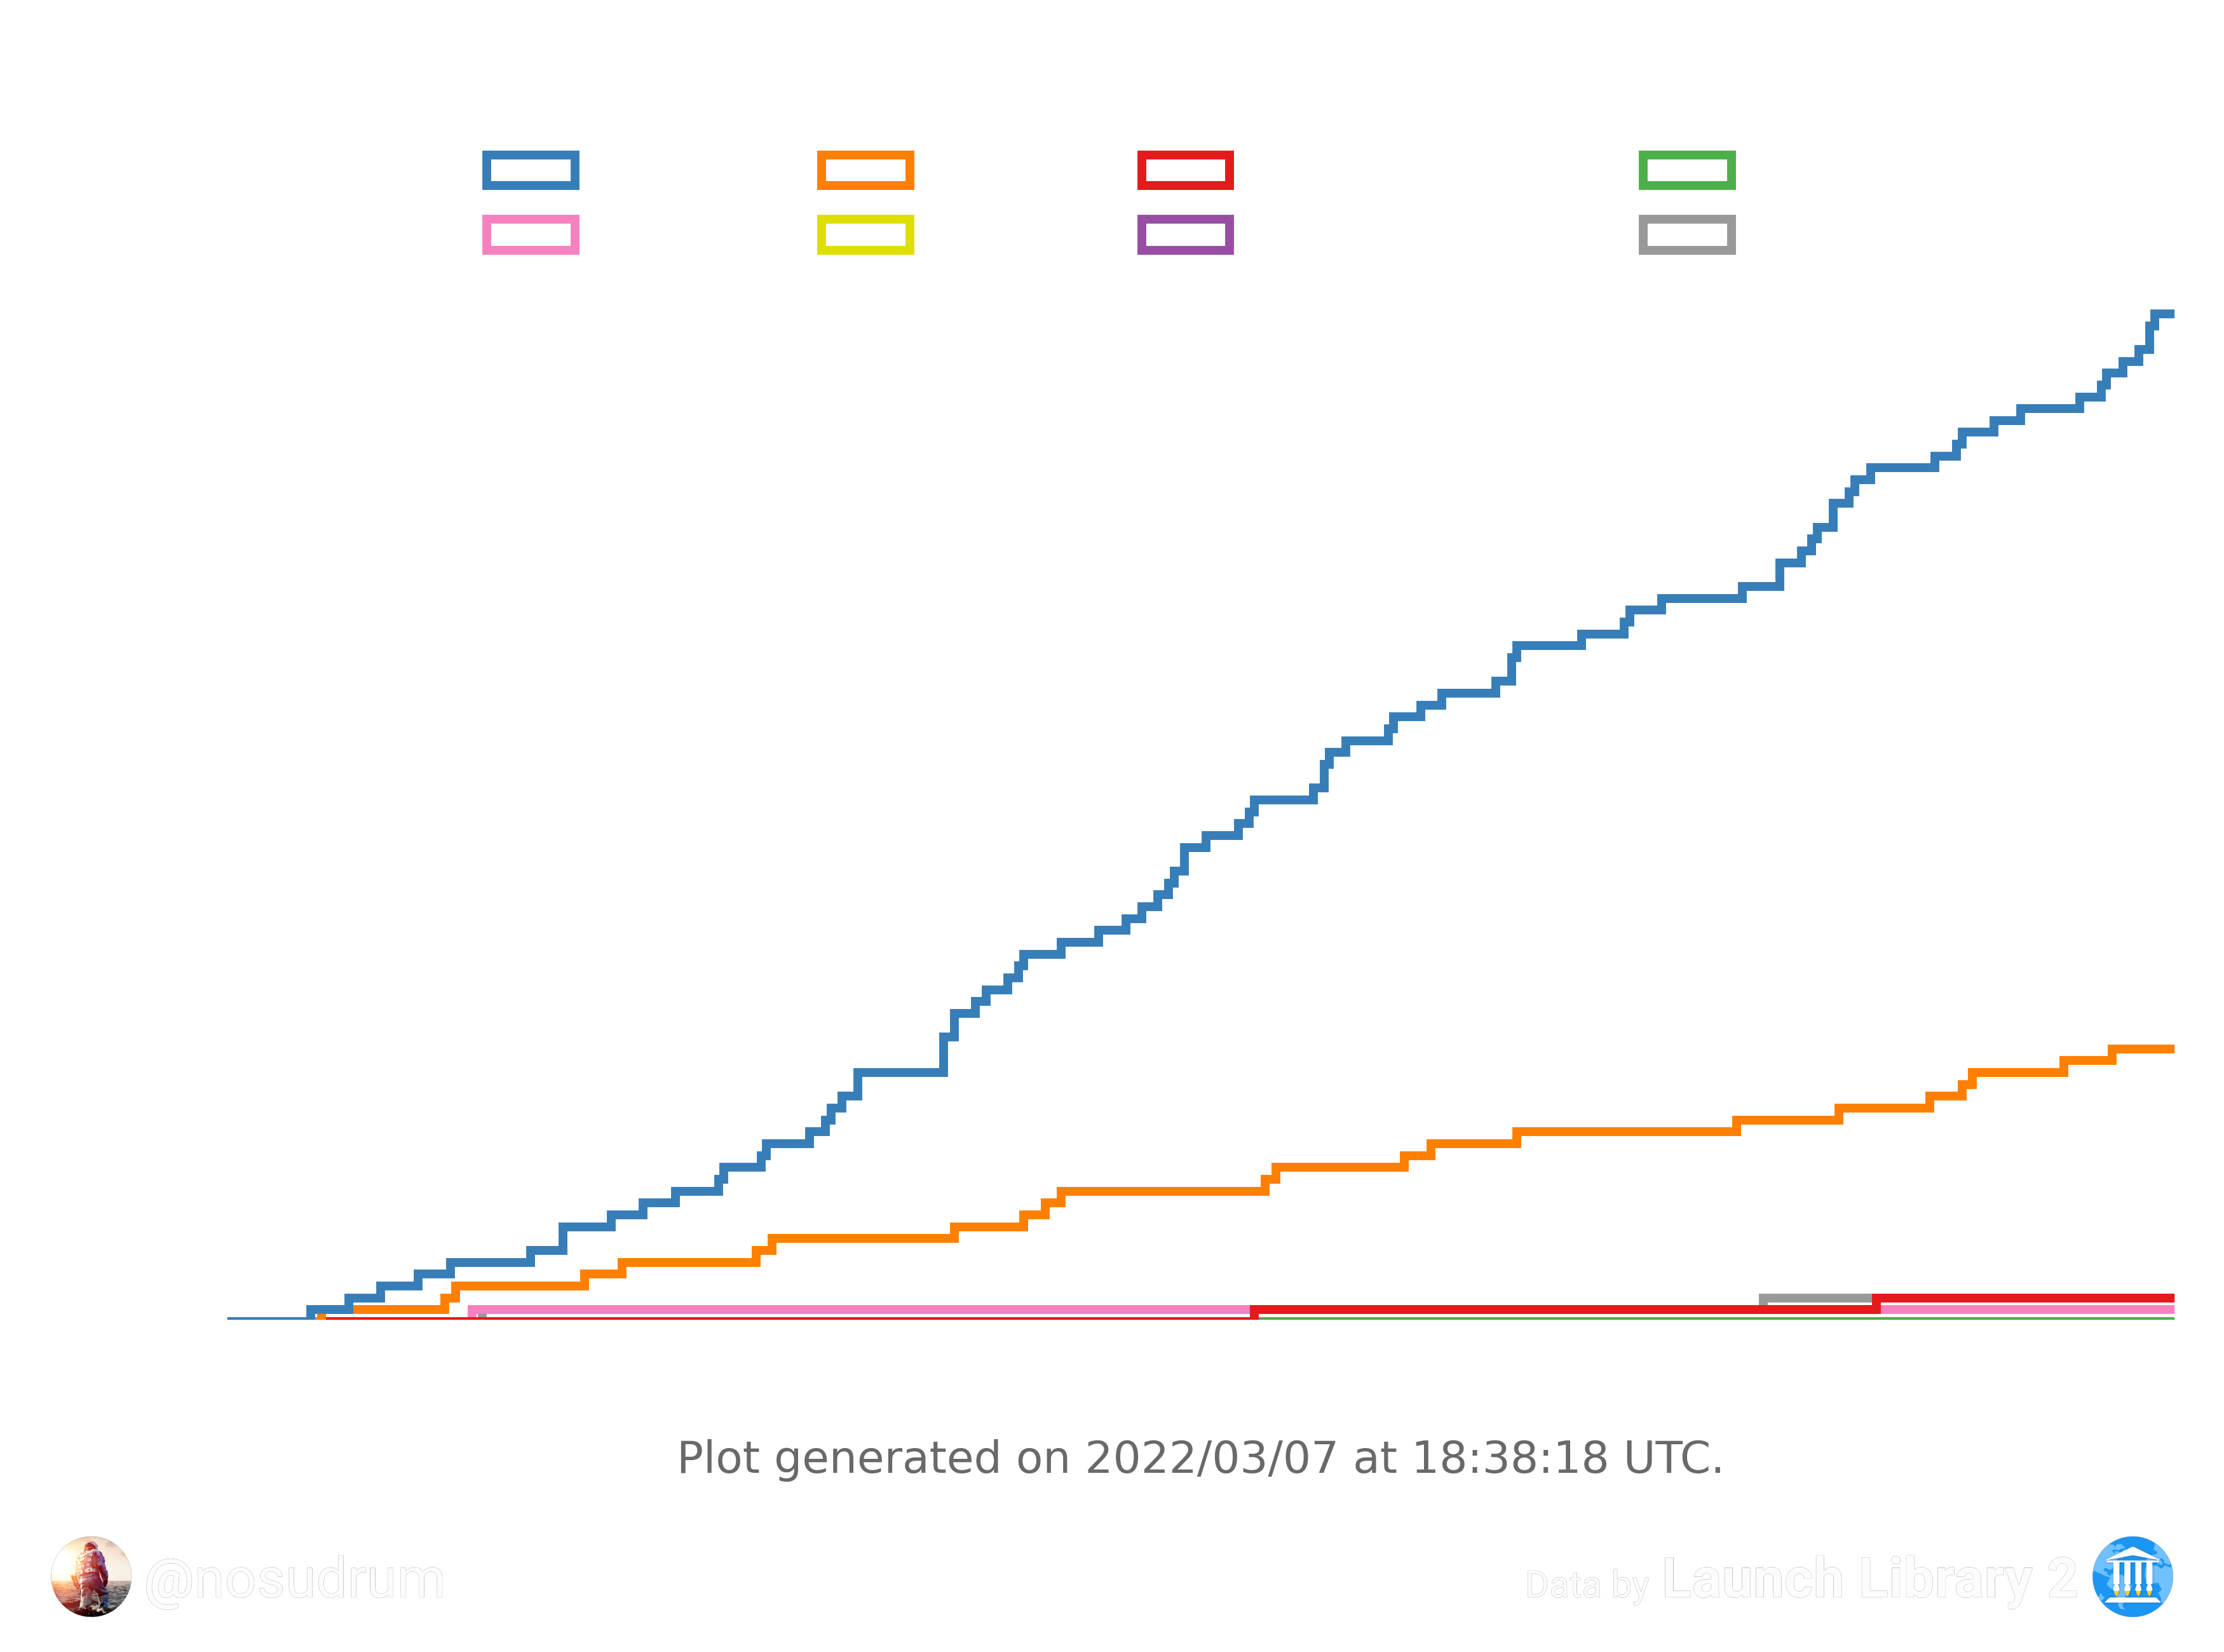 Plot generated on 2022/03/07 at 18:38:18 UTC.
@nosudrum
Data by Launch Library 2